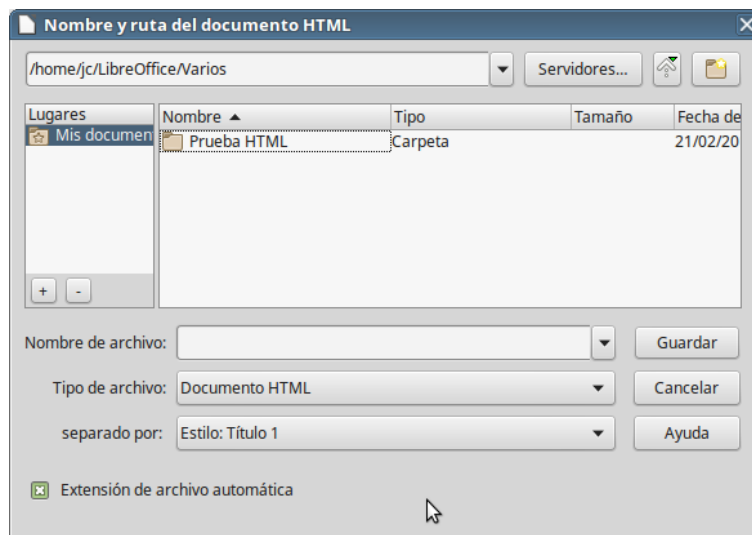 Nombre y ruta del documento HTML
/home/jc/LibreOffice/Varios
Servidores...
Lugares
Nombre Tipo Tamaño Fecha de
Mis documen
Prueba HTML Carpeta 21/02/20
+ -
Nombre de archivo:
Guardar
Tipo de archivo: Documento HTML
Cancelar
separado por: Estilo: Título 1
Ayuda
Extensión de archivo automática